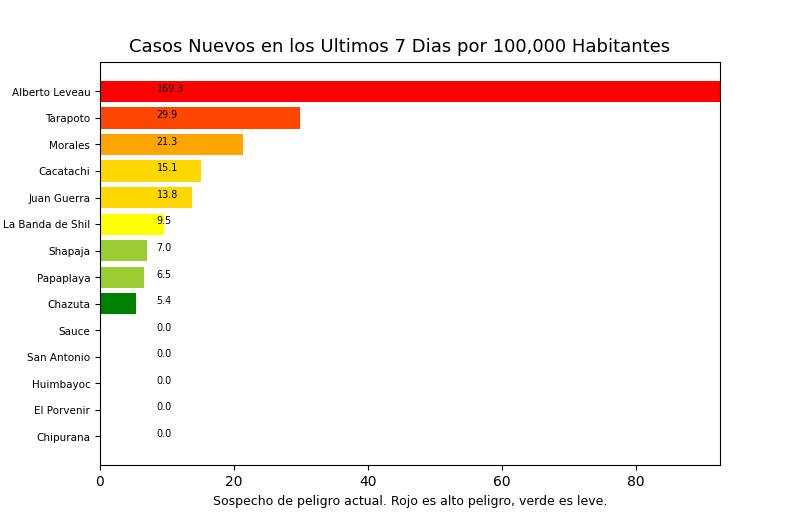 Casos Nuevos en los Ultimos 7 Dias por 100,000 Habitantes
Alberto Leveau 169.3
Tarapoto 29.9
Morales 21.3
Cacatachi 15.1
Juan Guerra 13.8
La Banda de Shil 9.5
Shapaja 7.0
Papaplaya 6.5
Chazuta 5.4
Sauce 0.0
San Antonio 0.0
Huimbayoc 0.0
El Porvenir 0.0
Chipurana 0.0
0 20 40 60 80
Sospecho de peligro actual. Rojo es alto peligro, verde es leve.